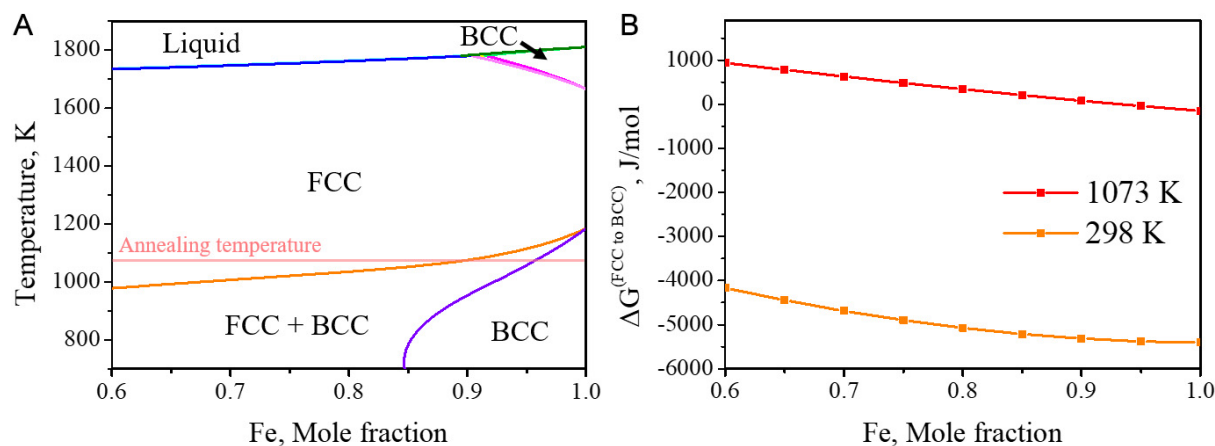 A
Liquid
BCC
FCC
Annealing temperature
FCC + BCC
BCC
Temperature, K
1800
1600
1400
1200
1000
800
0.6
0.7
0.8
0.9
1.0
Fe, Mole fraction
B
ΔG(FCC to BCC), J/mol
1000
0
-1000
-2000
-3000
-4000
-5000
-6000
1073 K
298 K
0.6
0.7
0.8
0.9
1.0
Fe, Mole fraction